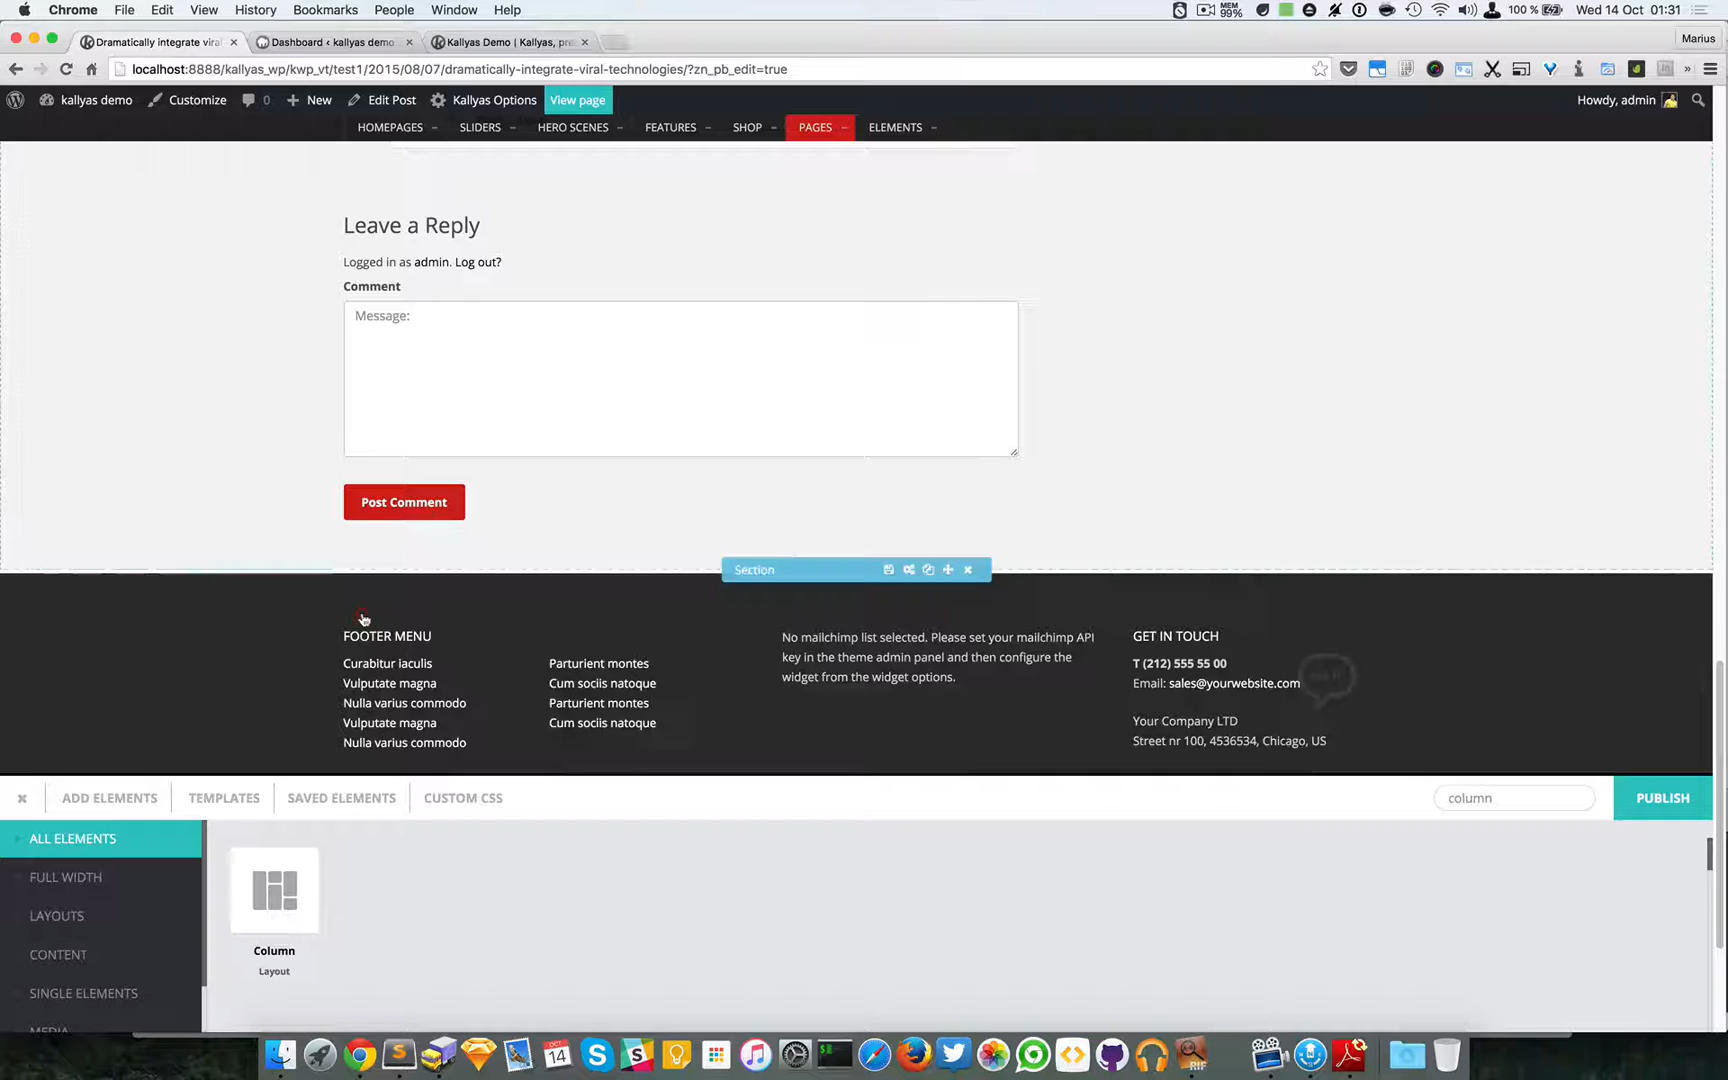 Chrome File Edit View History Bookmarks People Window Help
MEM 99% 100 % Wed 14 Oct 01:31
Dramatically integrate viral Dashboard ‹ kallyas demo Kallyas Demo | Kallyas, pre Marius
localhost:8888/kallyas_wp/kwp_vt/test1/2015/08/07/dramatically-integrate-viral-technologies/?zn_pb_edit=true
kallyas demo Customize 0 New Edit Post Kallyas Options View page Howdy, admin
HOMEPAGES SLIDERS HERO SCENES FEATURES SHOP PAGES ELEMENTS
Leave a Reply
Logged in as admin. Log out?
Comment
Message:
Post Comment
Section
FOOTER MENU
Curabitur iaculis
Vulputate magna
Nulla varius commodo
Vulputate magna
Nulla varius commodo
Parturient montes
Cum sociis natoque
Parturient montes
Cum sociis natoque
No mailchimp list selected. Please set your mailchimp API
key in the theme admin panel and then configure the
widget from the widget options.
GET IN TOUCH
T (212) 555 55 00
Email: sales@yourwebsite.com
Your Company LTD
Street nr 100, 4536534, Chicago, US
ADD ELEMENTS TEMPLATES SAVED ELEMENTS CUSTOM CSS column PUBLISH
ALL ELEMENTS
FULL WIDTH
LAYOUTS
CONTENT
SINGLE ELEMENTS
MEDIA
Column
Layout
OCT
14
RIF